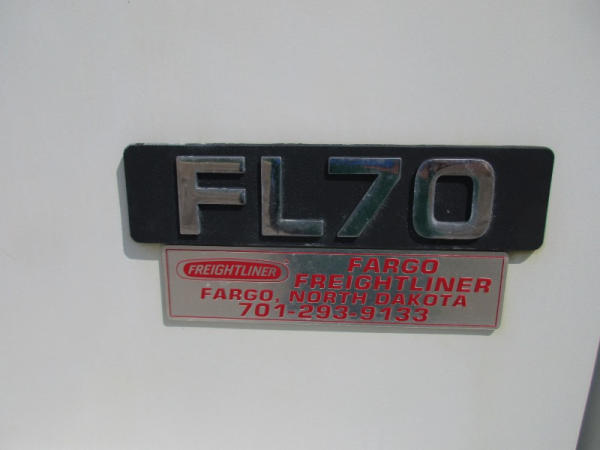 FL70
FREIGHTLINER
FARGO
FREIGHTLINER
FARGO, NORTH DAKOTA
701-293-9133